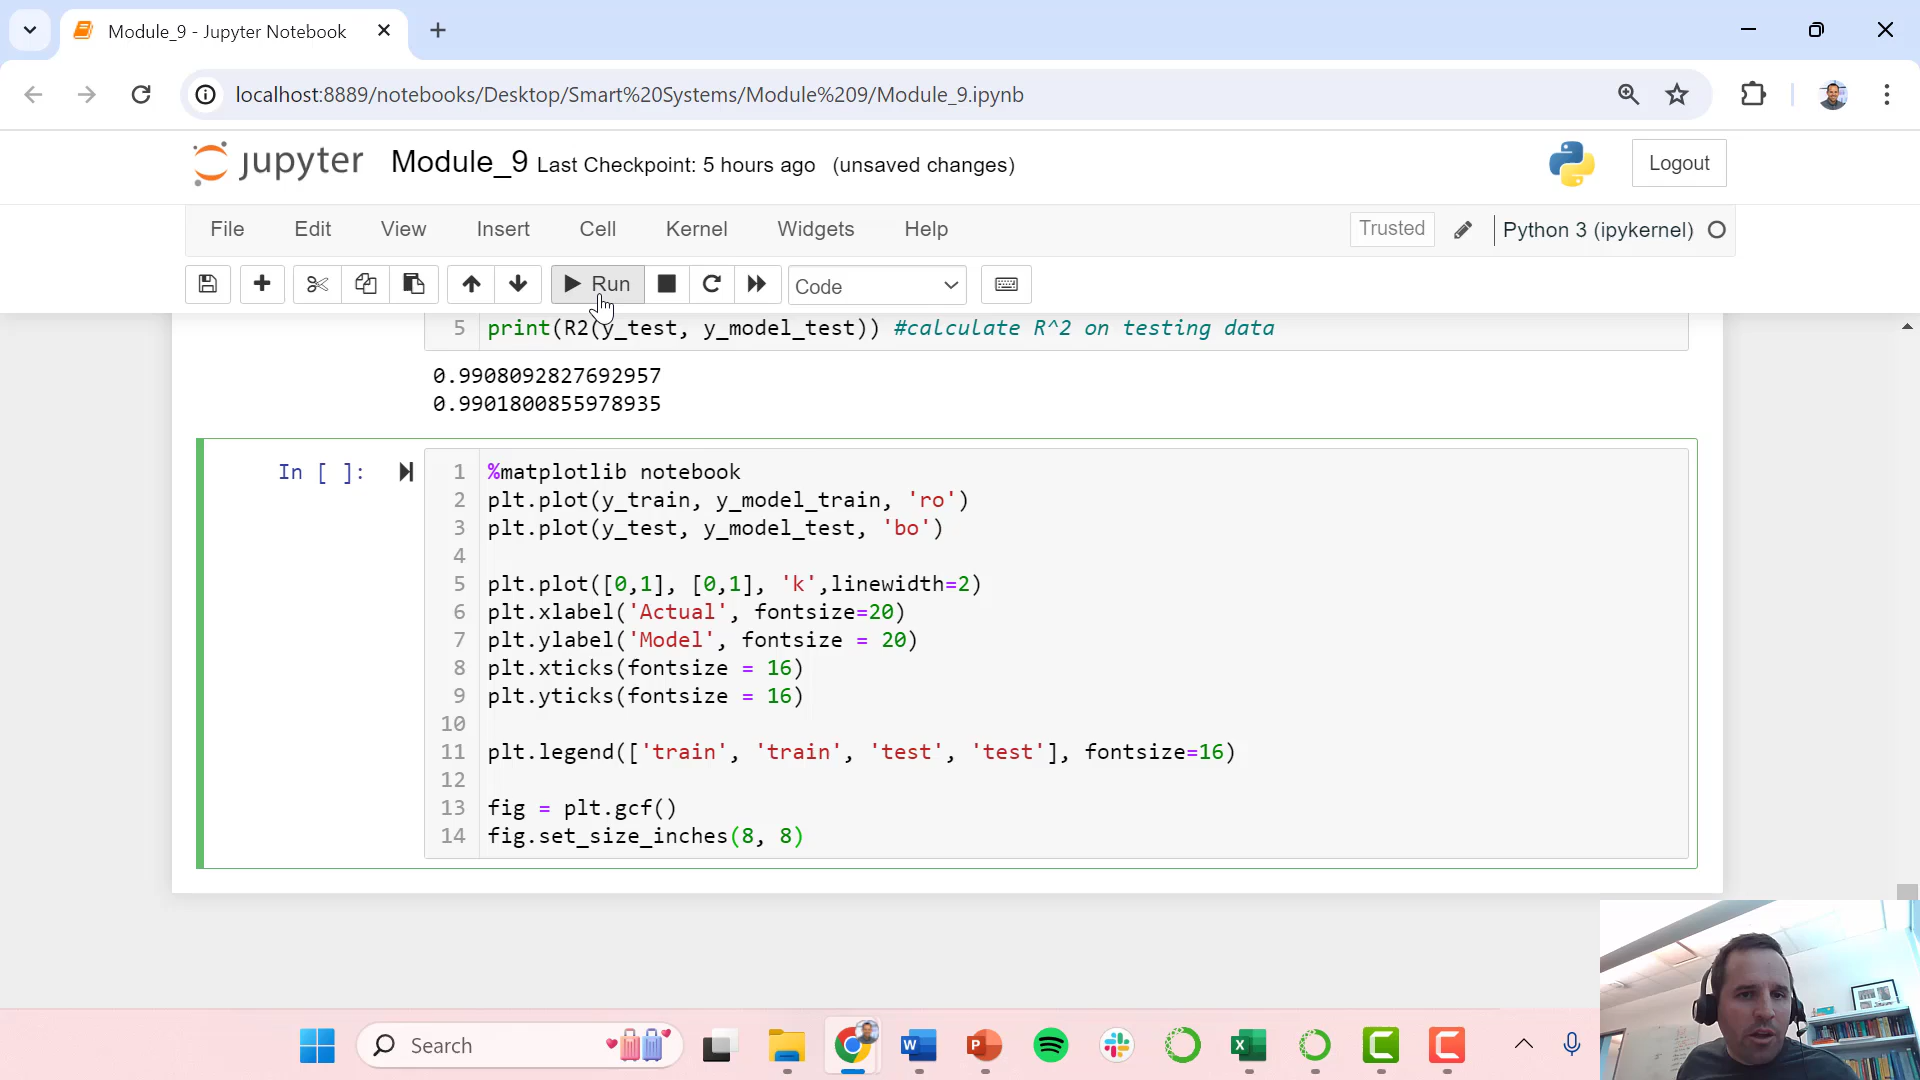 Module_9 - Jupyter Notebook
localhost:8889/notebooks/Desktop/Smart%20Systems/Module%209/Module_9.ipynb
jupyter Module_9 Last Checkpoint: 5 hours ago (unsaved changes)
Logout
File Edit View Insert Cell Kernel Widgets Help
Trusted Python 3 (ipykernel)
Run Code
5 print(R2(y_test, y_model_test)) #calculate R^2 on testing data
0.9908092827692957
0.9901800855978935
In [ ]:
1 %matplotlib notebook
2 plt.plot(y_train, y_model_train, 'ro')
3 plt.plot(y_test, y_model_test, 'bo')
4
5 plt.plot([0,1], [0,1], 'k',linewidth=2)
6 plt.xlabel('Actual', fontsize=20)
7 plt.ylabel('Model', fontsize = 20)
8 plt.xticks(fontsize = 16)
9 plt.yticks(fontsize = 16)
10
11 plt.legend(['train', 'train', 'test', 'test'], fontsize=16)
12
13 fig = plt.gcf()
14 fig.set_size_inches(8, 8)
Search